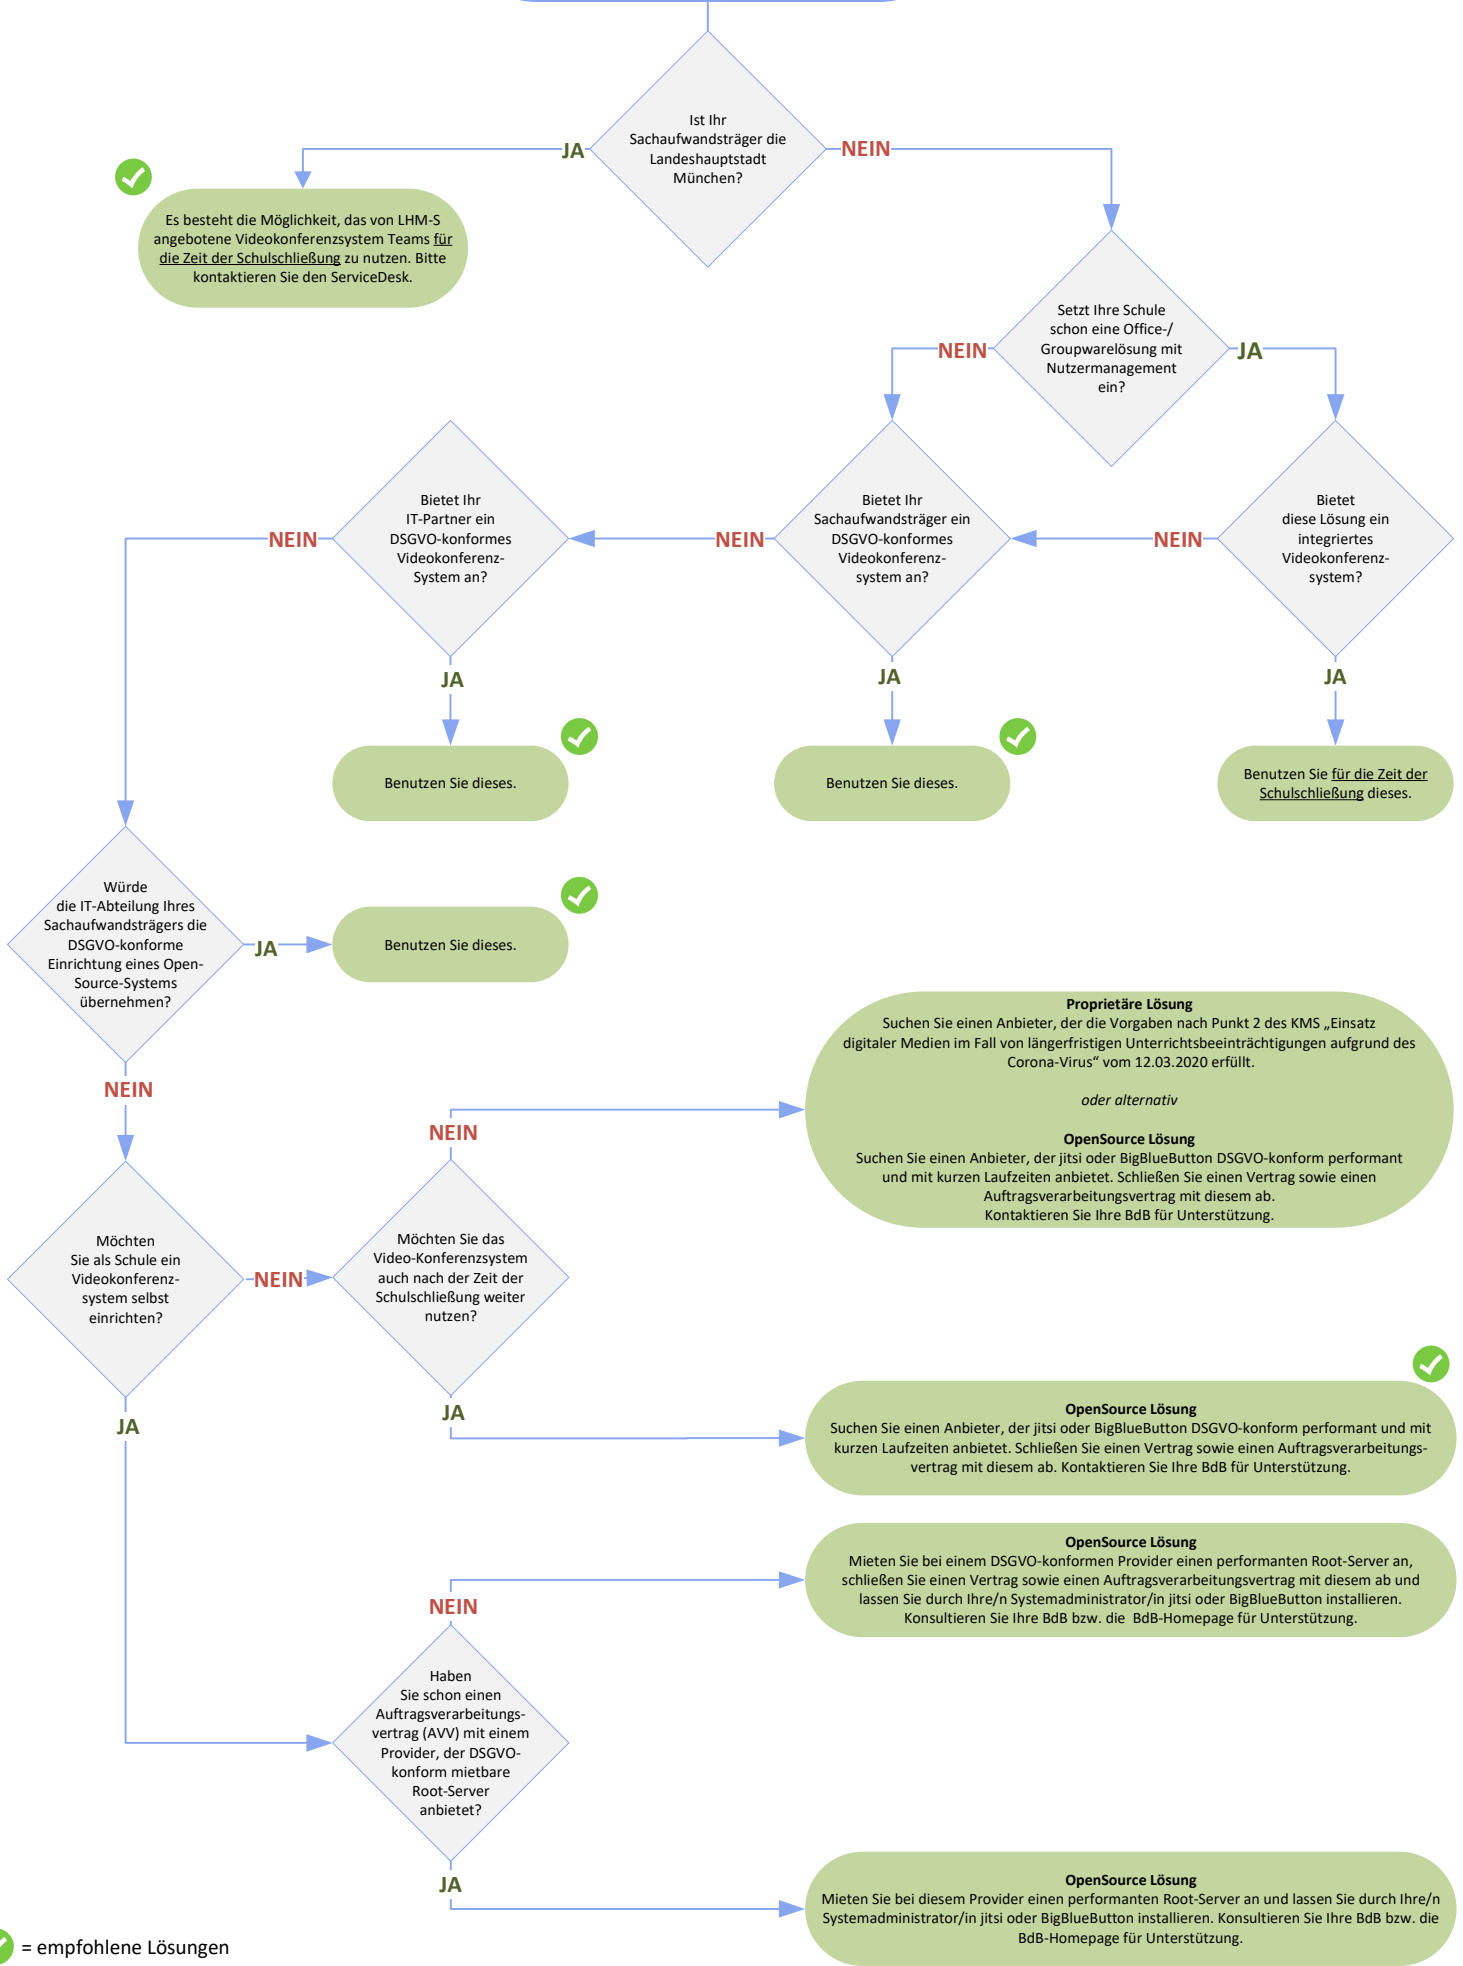 Ist Ihr
Sachaufwandsträger die
Landeshauptstadt
München?
JA
NEIN
Es besteht die Möglichkeit, das von LHM-S
angebotene Videokonferenzsystem Teams für
die Zeit der Schulschließung zu nutzen. Bitte
kontaktieren Sie den ServiceDesk.
Setzt Ihre Schule
schon eine Office-/
Groupwarelösung mit
Nutzermanagement
ein?
NEIN
JA
Bietet Ihr
IT-Partner ein
DSGVO-konformes
Videokonferenz-
System an?
NEIN
Bietet Ihr
Sachaufwandsträger ein
DSGVO-konformes
Videokonferenz-
system an?
NEIN
Bietet
diese Lösung ein
integriertes
Videokonferenz-
system?
NEIN
JA
JA
JA
Benutzen Sie dieses.
Benutzen Sie dieses.
Benutzen Sie für die Zeit der
Schulschließung dieses.
Würde
die IT-Abteilung Ihres
Sachaufwandsträgers die
DSGVO-konforme
Einrichtung eines Open-
Source-Systems
übernehmen?
JA
Benutzen Sie dieses.
NEIN
Proprietäre Lösung
Suchen Sie einen Anbieter, der die Vorgaben nach Punkt 2 des KMS „Einsatz
digitaler Medien im Fall von längerfristigen Unterrichtsbeeinträchtigungen aufgrund des
Corona-Virus“ vom 12.03.2020 erfüllt.
oder alternativ
OpenSource Lösung
Suchen Sie einen Anbieter, der jitsi oder BigBlueButton DSGVO-konform performant
und mit kurzen Laufzeiten anbietet. Schließen Sie einen Vertrag sowie einen
Auftragsverarbeitungsvertrag mit diesem ab.
Kontaktieren Sie Ihre BdB für Unterstützung.
NEIN
Möchten
Sie als Schule ein
Videokonferenz-
system selbst
einrichten?
NEIN
Möchten Sie das
Video-Konferenzsystem
auch nach der Zeit der
Schulschließung weiter
nutzen?
JA
JA
OpenSource Lösung
Suchen Sie einen Anbieter, der jitsi oder BigBlueButton DSGVO-konform performant und mit
kurzen Laufzeiten anbietet. Schließen Sie einen Vertrag sowie einen Auftragsverarbeitungs-
vertrag mit diesem ab. Kontaktieren Sie Ihre BdB für Unterstützung.
OpenSource Lösung
Mieten Sie bei einem DSGVO-konformen Provider einen performanten Root-Server an,
schließen Sie einen Vertrag sowie einen Auftragsverarbeitungsvertrag mit diesem ab und
lassen Sie durch Ihre/n Systemadministrator/in jitsi oder BigBlueButton installieren.
Konsultieren Sie Ihre BdB bzw. die BdB-Homepage für Unterstützung.
NEIN
Haben
Sie schon einen
Auftragsverarbeitungs-
vertrag (AVV) mit einem
Provider, der DSGVO-
konform mietbare
Root-Server
anbietet?
JA
OpenSource Lösung
Mieten Sie bei diesem Provider einen performanten Root-Server an und lassen Sie durch Ihre/n
Systemadministrator/in jitsi oder BigBlueButton installieren. Konsultieren Sie Ihre BdB bzw. die
BdB-Homepage für Unterstützung.
= empfohlene Lösungen